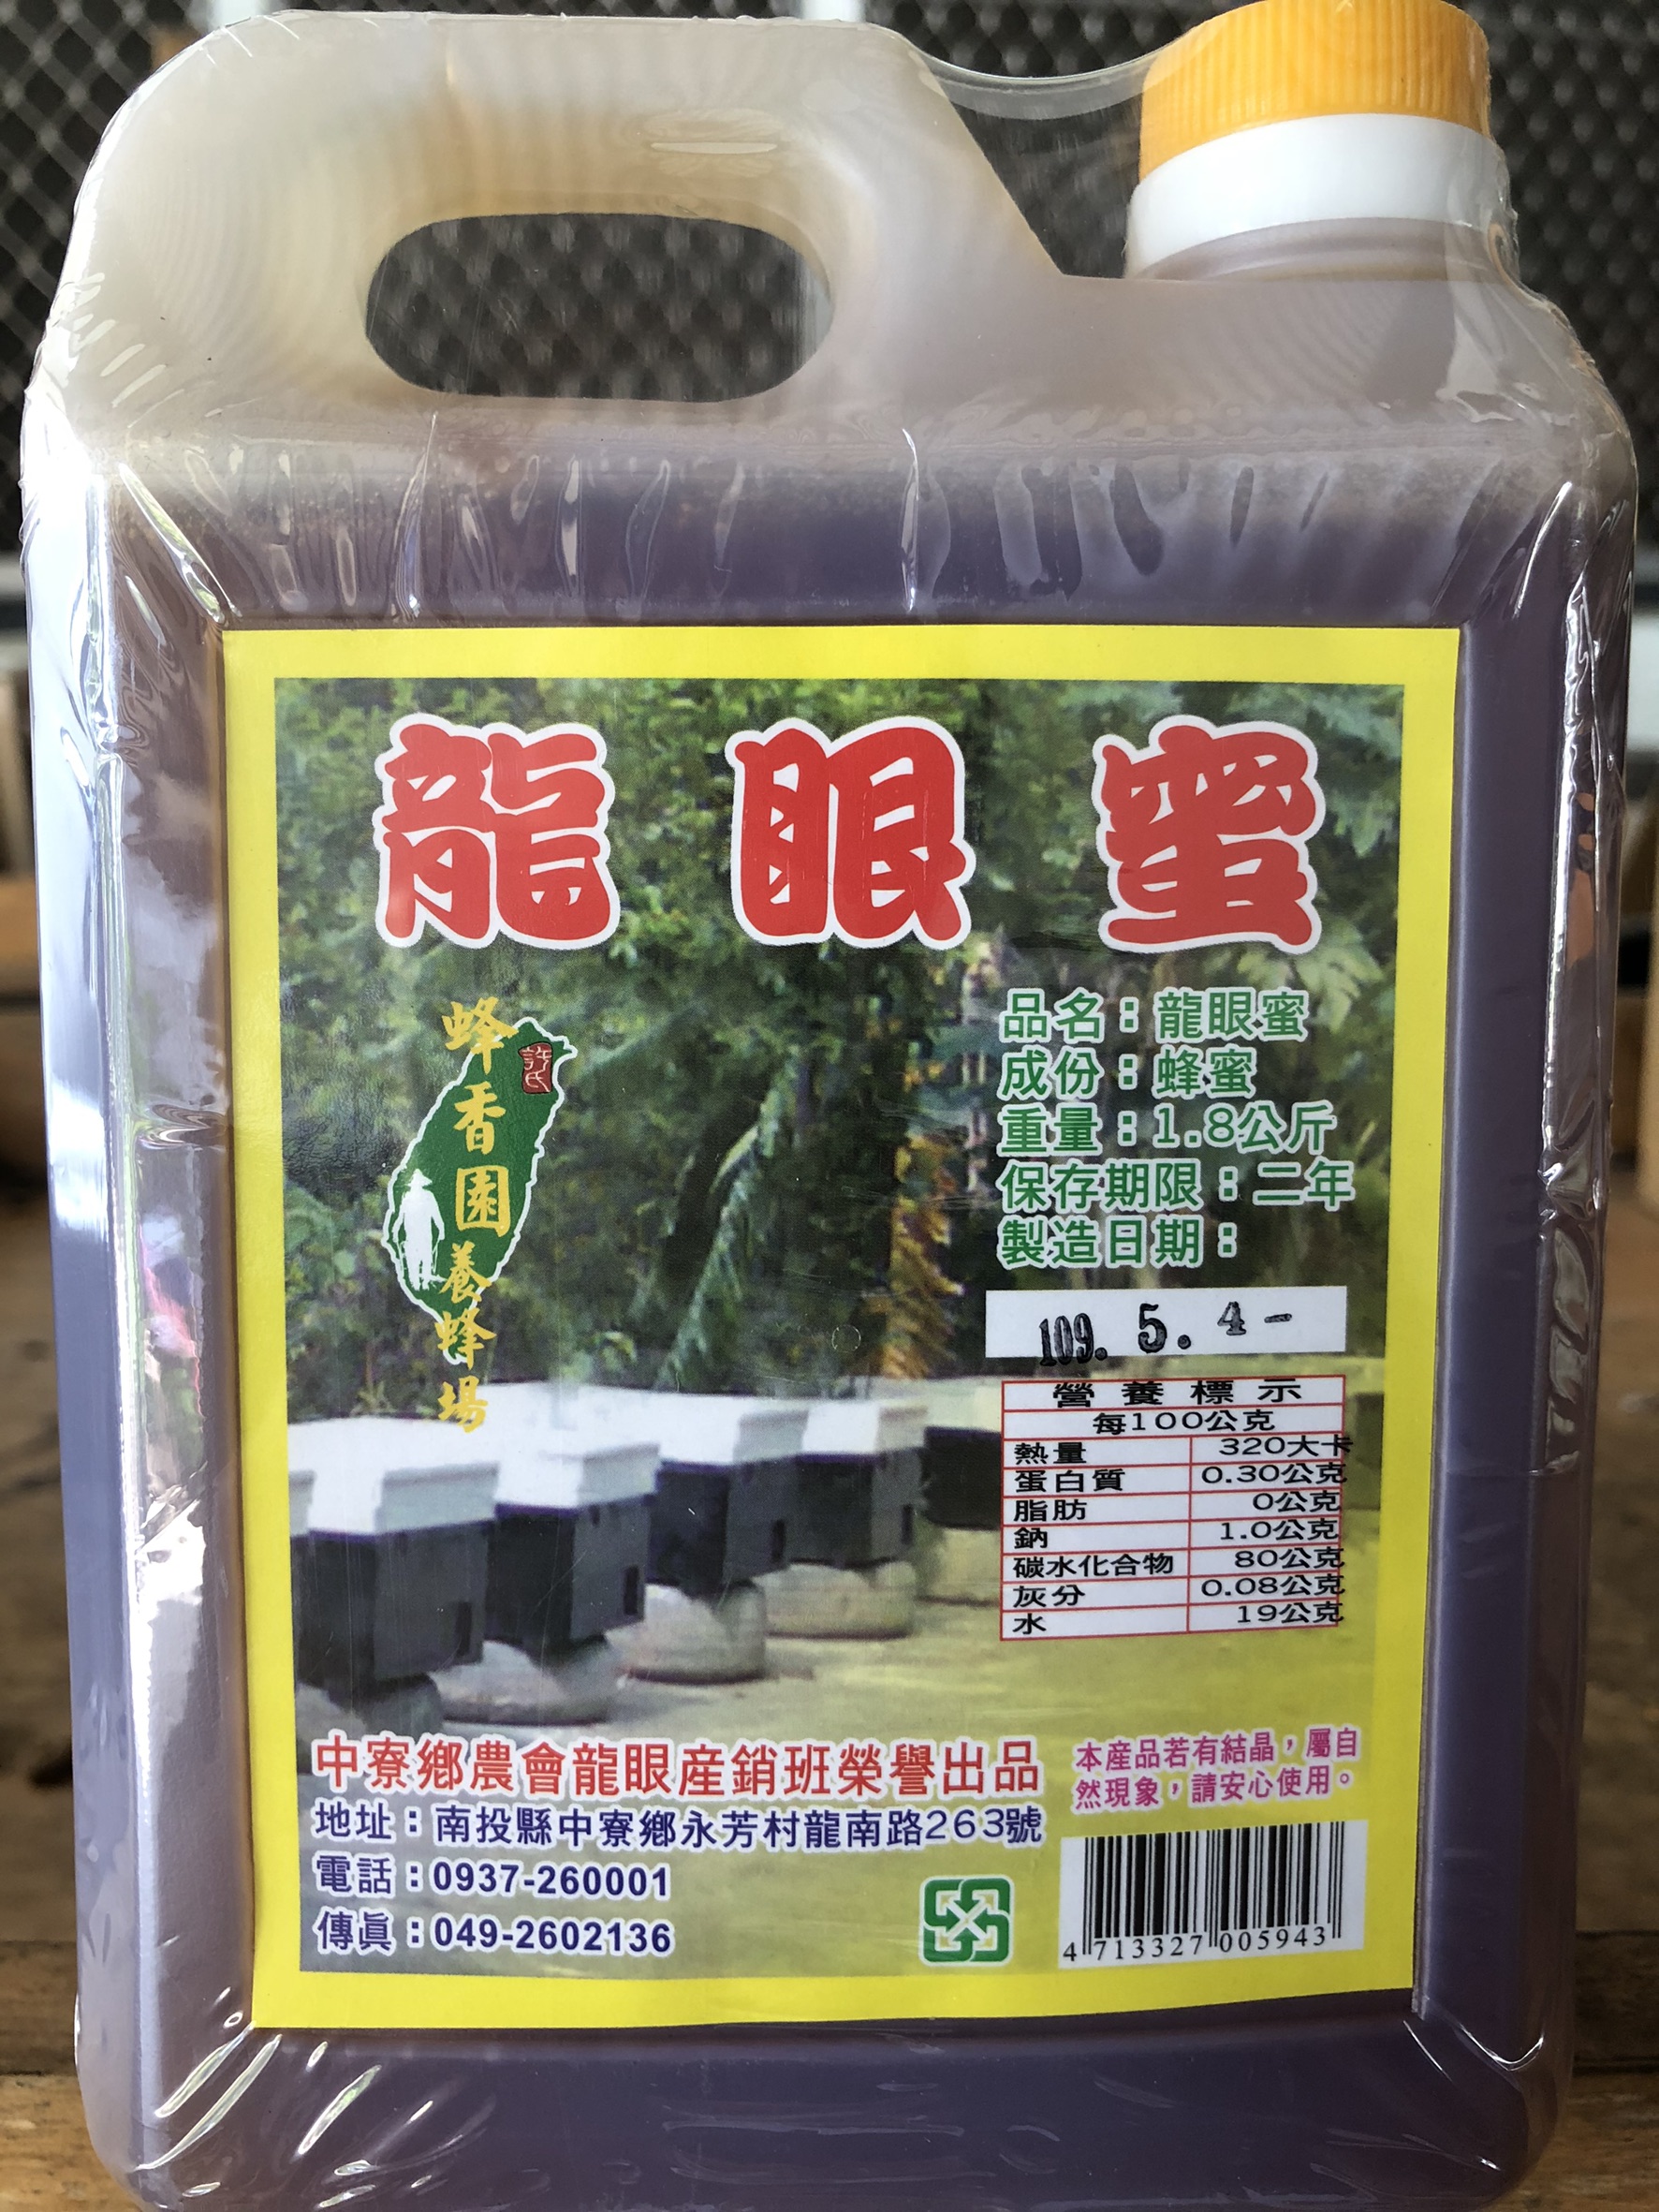 龍眼蜜
許氏
蜂香園養蜂場
品名：龍眼蜜
成份：蜂蜜
重量：1.8公斤
保存期限：二年
製造日期：
109. 5. 4-
營養標示
每100公克
熱量 320大卡
蛋白質 0.30公克
脂肪 0公克
鈉 1.0公克
碳水化合物 80公克
灰分 0.08公克
水 19公克
中寮鄉農會龍眼産銷班榮譽出品
地址：南投縣中寮鄉永芳村龍南路263號
電話：0937-260001
傳眞：049-2602136
本産品若有結晶，屬自
然現象，請安心使用。
4 713327 005943